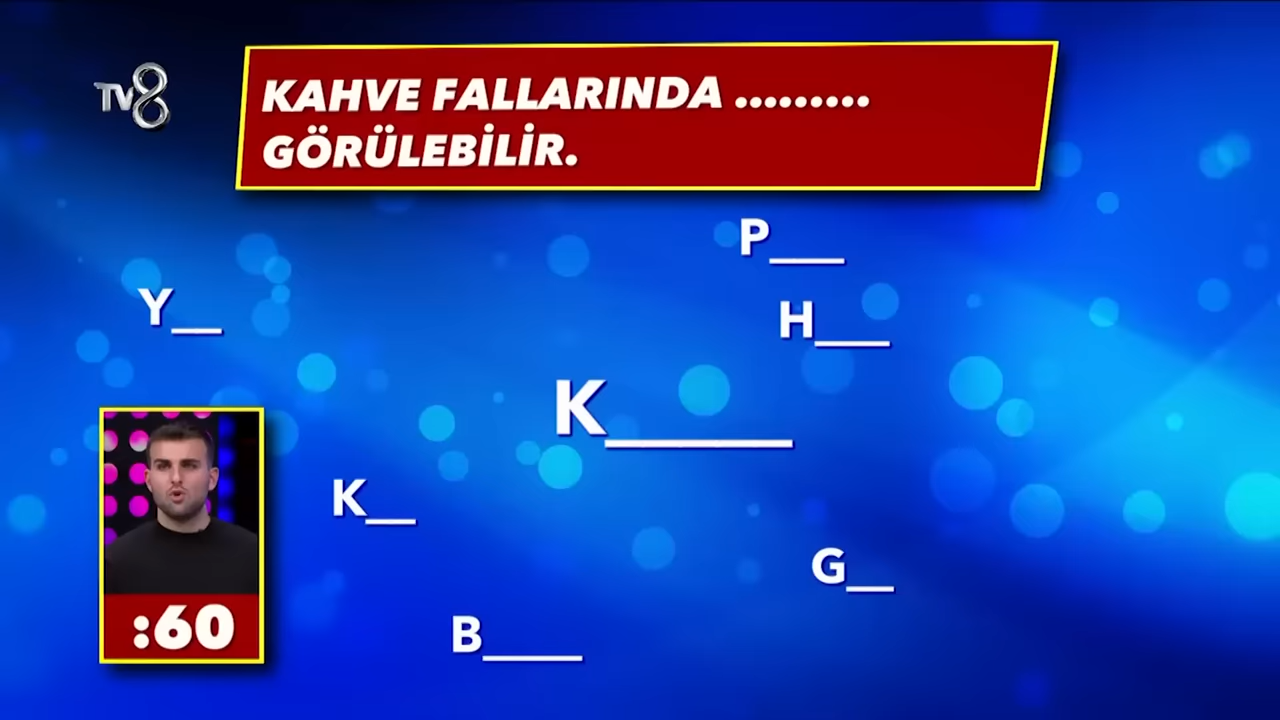 TV8
KAHVE FALLARINDA .........
GÖRÜLEBİLİR.
P___
Y__
H___
K______
K__
G__
B____
:60